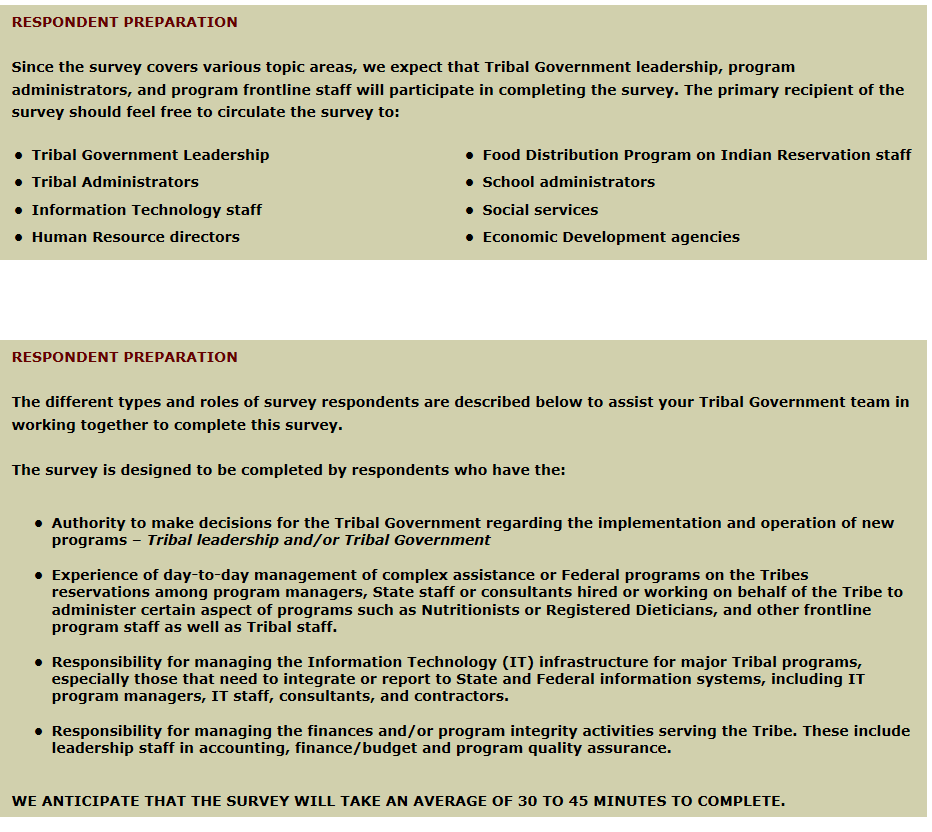 RESPONDENT PREPARATION
Since the survey covers various topic areas, we expect that Tribal Government leadership, program
administrators, and program frontline staff will participate in completing the survey. The primary recipient of the
survey should feel free to circulate the survey to:
● Tribal Government Leadership
● Tribal Administrators
● Information Technology staff
● Human Resource directors
● Food Distribution Program on Indian Reservation staff
● School administrators
● Social services
● Economic Development agencies
RESPONDENT PREPARATION
The different types and roles of survey respondents are described below to assist your Tribal Government team in
working together to complete this survey.
The survey is designed to be completed by respondents who have the:
● Authority to make decisions for the Tribal Government regarding the implementation and operation of new
programs – Tribal leadership and/or Tribal Government
● Experience of day-to-day management of complex assistance or Federal programs on the Tribes
reservations among program managers, State staff or consultants hired or working on behalf of the Tribe to
administer certain aspect of programs such as Nutritionists or Registered Dieticians, and other frontline
program staff as well as Tribal staff.
● Responsibility for managing the Information Technology (IT) infrastructure for major Tribal programs,
especially those that need to integrate or report to State and Federal information systems, including IT
program managers, IT staff, consultants, and contractors.
● Responsibility for managing the finances and/or program integrity activities serving the Tribe. These include
leadership staff in accounting, finance/budget and program quality assurance.
WE ANTICIPATE THAT THE SURVEY WILL TAKE AN AVERAGE OF 30 TO 45 MINUTES TO COMPLETE.